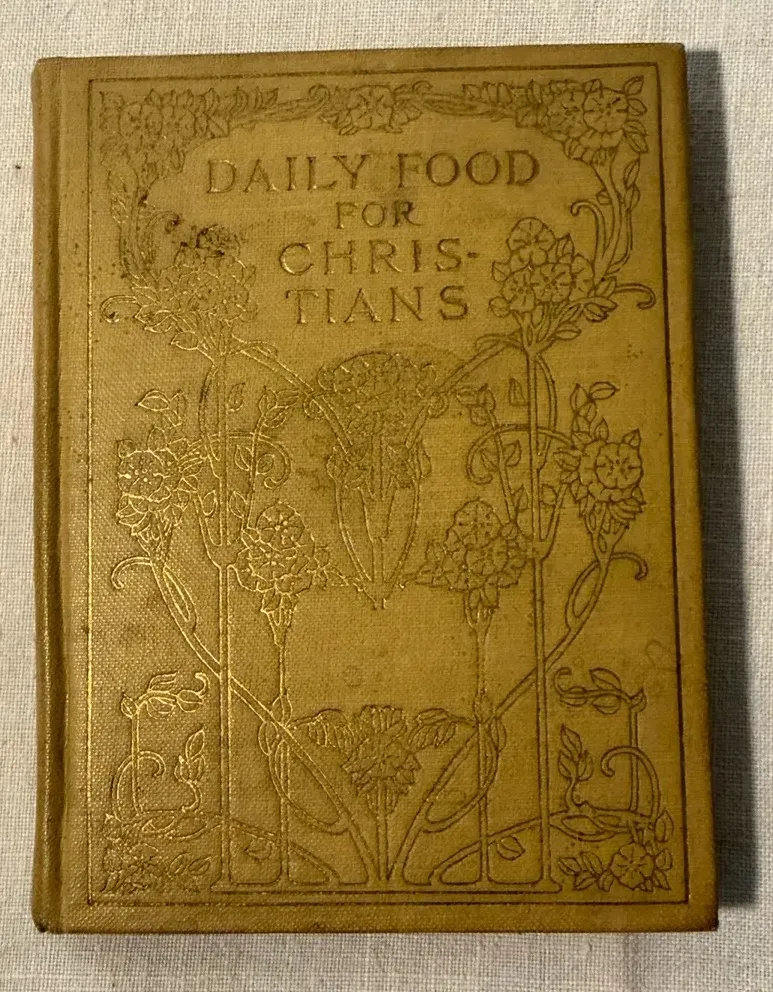 DAILY FOOD
FOR
CHRIS-
TIANS